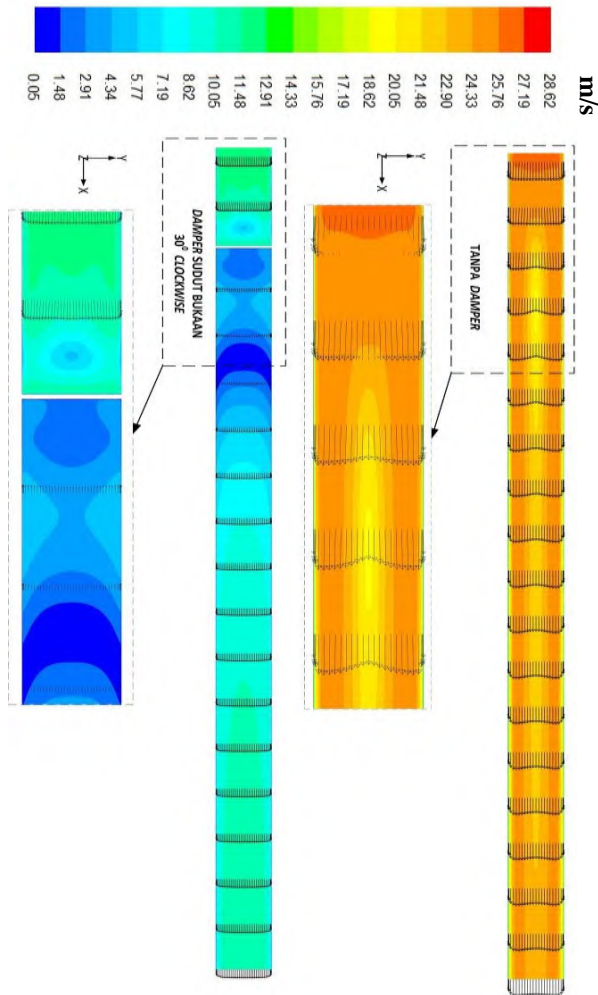 m/s
0.05
1.48
2.91
4.34
5.77
7.19
8.62
10.05
11.48
12.91
14.33
15.76
17.19
18.62
20.05
21.48
22.90
24.33
25.76
27.19
28.62
TANPA DAMPER
Y
Z
X
DAMPER SUDUT BUKAAN
30⁰ CLOCKWISE
Y
Z
X